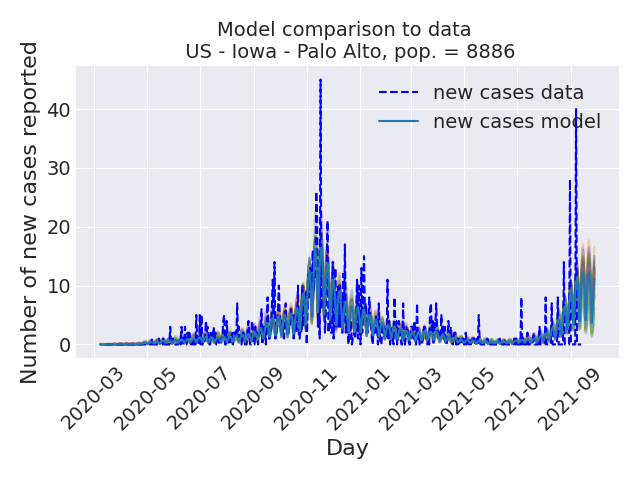 Model comparison to data
US - Iowa - Palo Alto, pop. = 8886
Number of new cases reported
new cases data
new cases model
40
30
20
10
0
2020-03
2020-05
2020-07
2020-09
2020-11
2021-01
2021-03
2021-05
2021-07
2021-09
Day